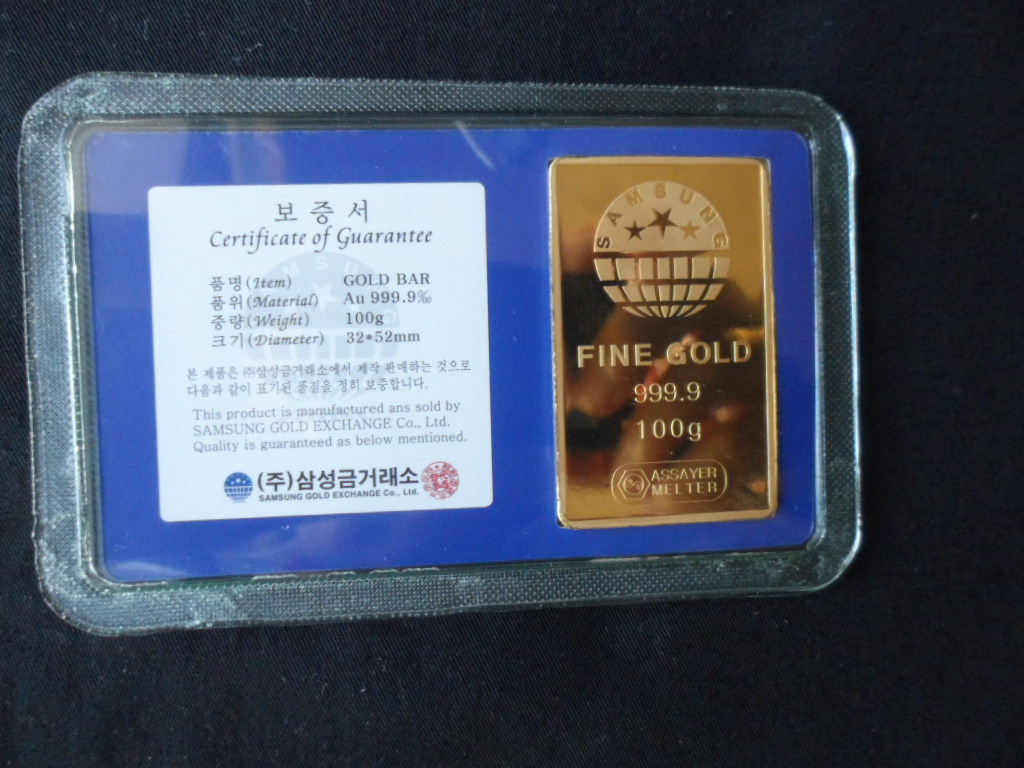 보증서
Certificate of Guarantee
품명(Item) GOLD BAR
품위(Material) Au 999.9‰
중량(Weight) 100g
크기(Diameter) 32*52mm
본 제품은 ㈜삼성금거래소에서 제작 판매하는 것으로
다음과 같이 표기된 품질을 정히 보증합니다.
This product is manufactured ans sold by
SAMSUNG GOLD EXCHANGE Co., Ltd.
Quality is guaranteed as below mentioned.
(주)삼성금거래소
SAMSUNG GOLD EXCHANGE Co., Ltd.
SAMSUNG
FINE GOLD
999.9
100g
ASSAYER
MELTER